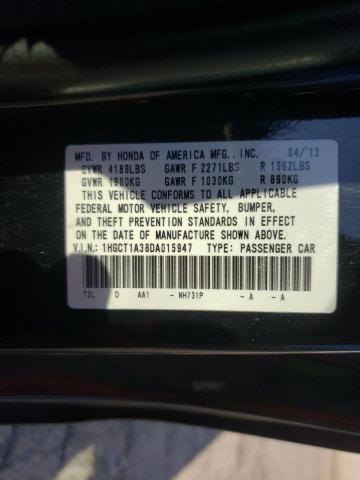 MFD. BY HONDA OF AMERICA MFG., INC. 04/'13
GVWR 4189LBS GAWR F 2271LBS R 1962LBS
GVWR 1900KG GAWR F 1030KG R 890KG
THIS VEHICLE CONFORMS TO ALL APPLICABLE
FEDERAL MOTOR VEHICLE SAFETY, BUMPER,
AND THEFT PREVENTION STANDARDS IN EFFECT
ON THE DATE OF MANUFACTURE SHOWN ABOVE.
V.I.N.: 1HGCT1A38DA015947 TYPE: PASSENGER CAR
T3L D AA1 - NH731P - A - A